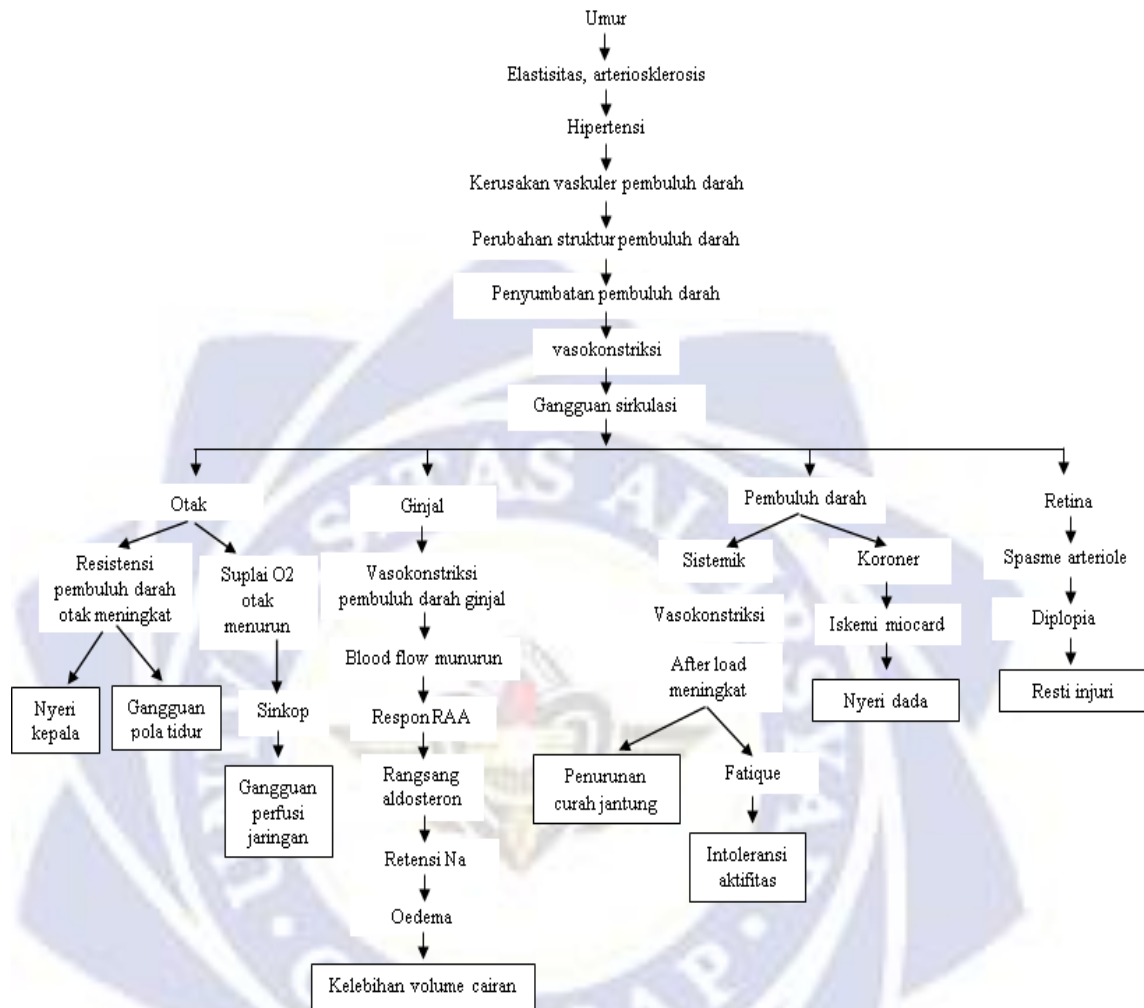 Umur
Elastisitas, arteriosklerosis
Hipertensi
Kerusakan vaskuler pembuluh darah
Perubahan struktur pembuluh darah
Penyumbatan pembuluh darah
vasokonstriksi
Gangguan sirkulasi
Otak
Resistensi
pembuluh darah
otak meningkat
Nyeri
kepala
Gangguan
pola tidur
Suplai O2
otak
menurun
Sinkop
Gangguan
perfusi
jaringan
Ginjal
Vasokonstriksi
pembuluh darah ginjal
Blood flow munurun
Respon RAA
Rangsang
aldosteron
Retensi Na
Oedema
Kelebihan volume cairan
Pembuluh darah
Sistemik
Vasokonstriksi
After load
meningkat
Penurunan
curah jantung
Fatique
Intoleransi
aktifitas
Koroner
Iskemi miocard
Nyeri dada
Retina
Spasme arteriole
Diplopia
Resti injuri